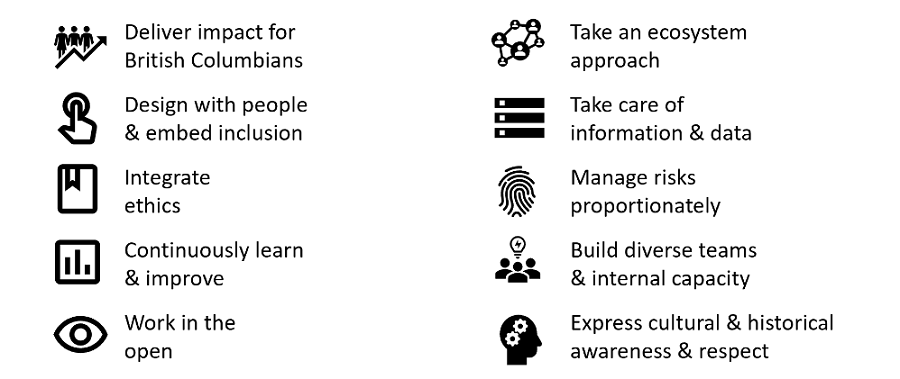 Deliver impact for
British Columbians
Design with people
& embed inclusion
Integrate
ethics
Continuously learn
& improve
Work in the
open
Take an ecosystem
approach
Take care of
information & data
Manage risks
proportionately
Build diverse teams
& internal capacity
Express cultural & historical
awareness & respect